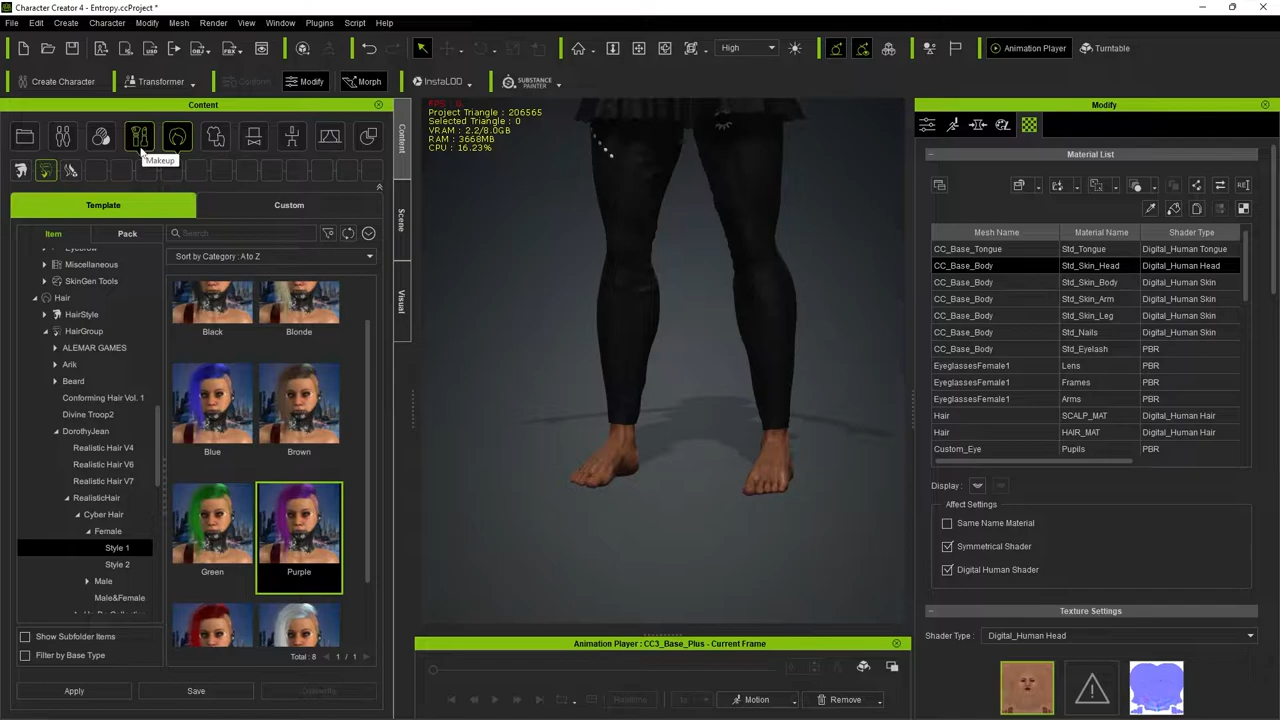 Character Creator 4 - Entropy.ccProject *
File Edit Create Character Modify Mesh Render View Window Plugins Script Help
High
Animation Player
Turntable
Create Character
Transformer
Conform
Modify
Morph
InstaLOD
SUBSTANCE
PAINTER
Content
Makeup
Template
Custom
Item
Pack
Search
Sort by Category : A to Z
Eyebrow
Miscellaneous
SkinGen Tools
Hair
HairStyle
HairGroup
ALEMAR GAMES
Arik
Beard
Conforming Hair Vol. 1
Divine Troop2
DorothyJean
Realistic Hair V4
Realistic Hair V6
Realistic Hair V7
RealisticHair
Cyber Hair
Female
Style 1
Style 2
Male
Male&Female
Black
Blonde
Blue
Brown
Green
Purple
Show Subfolder Items
Filter by Base Type
Total : 8
1 / 1
Apply
Save
Content
Scene
Visual
FPS : 0
Project Triangle : 206565
Selected Triangle : 0
VRAM : 2.2/8.0GB
RAM : 3668MB
CPU : 16.23%
Animation Player : CC3_Base_Plus - Current Frame
0
Realtime
1x
Motion
Remove
Modify
Material List
Mesh Name Material Name Shader Type
CC_Base_Tongue Std_Tongue Digital_Human Tongue
CC_Base_Body Std_Skin_Head Digital_Human Head
CC_Base_Body Std_Skin_Body Digital_Human Skin
CC_Base_Body Std_Skin_Arm Digital_Human Skin
CC_Base_Body Std_Skin_Leg Digital_Human Skin
CC_Base_Body Std_Nails Digital_Human Skin
CC_Base_Body Std_Eyelash PBR
EyeglassesFemale1 Lens PBR
EyeglassesFemale1 Frames PBR
EyeglassesFemale1 Arms PBR
Hair SCALP_MAT Digital_Human Hair
Hair HAIR_MAT Digital_Human Hair
Custom_Eye Pupils PBR
Display :
Affect Settings
Same Name Material
Symmetrical Shader
Digital Human Shader
Texture Settings
Shader Type : Digital_Human Head